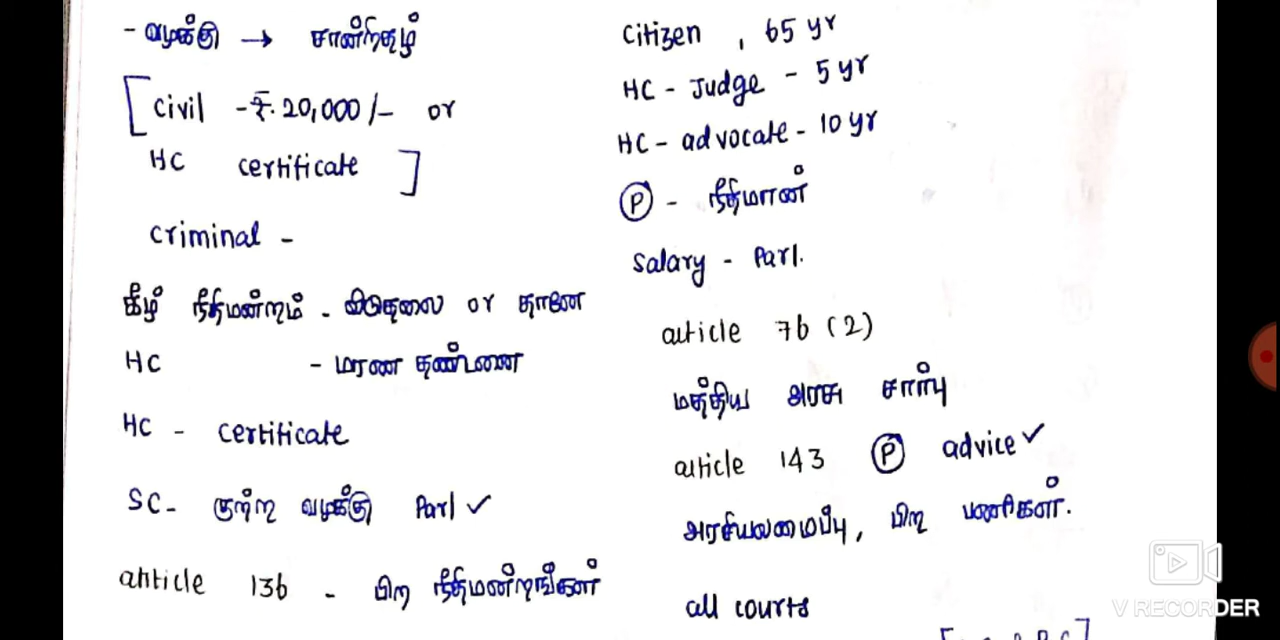 - வழக்கு → சான்றிதழ்
[ civil - ₹. 20,000/- or
HC certificate ]
criminal -
கீழ் நீதிமன்றம் - விடுதலை or
HC - மரண தண்டனை
HC - certificate
SC - குற்ற வழக்கு Parl ✓
article 136 - பிற நீதிமன்றங்கள்
Citizen , 65 yr
HC - Judge - 5 yr
HC - advocate - 10 yr
Ⓟ - நீதிமான்
Salary - Parl.
article 76 (2)
மத்திய அரசு சார்பு
article 143 Ⓟ advice ✓
அரசியலமைப்பு, பிற பணிகள்.
all courts
V RECORDER